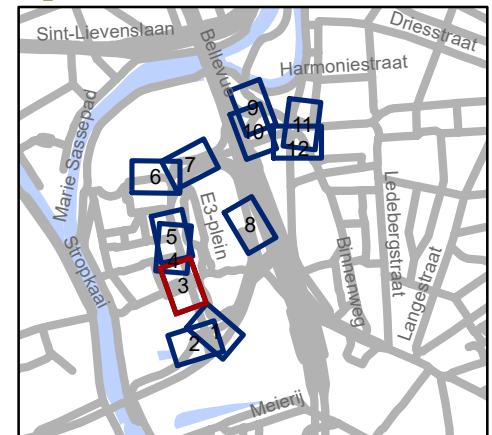 Sint-Lievenslaan
Bellevue
Driesstraat
Harmoniestraat
Marie Sassepad
9
10
11
12
7
6
E3-plein
Ledebergstraat
8
5
4
Stropkaai
Binnenweg
Langestraat
3
1
2
Meierij